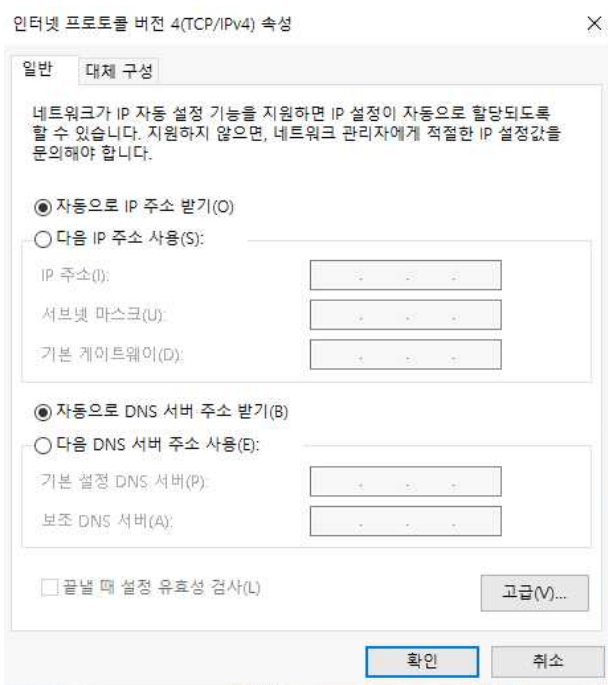 인터넷 프로토콜 버전 4(TCP/IPv4) 속성
일반
대체 구성
네트워크가 IP 자동 설정 기능을 지원하면 IP 설정이 자동으로 할당되도록
할 수 있습니다. 지원하지 않으면, 네트워크 관리자에게 적절한 IP 설정값을
문의해야 합니다.
자동으로 IP 주소 받기(O)
다음 IP 주소 사용(S):
IP 주소(I):
서브넷 마스크(U):
기본 게이트웨이(D):
자동으로 DNS 서버 주소 받기(B)
다음 DNS 서버 주소 사용(E):
기본 설정 DNS 서버(P):
보조 DNS 서버(A):
끝낼 때 설정 유효성 검사(L)
고급(V)...
확인
취소